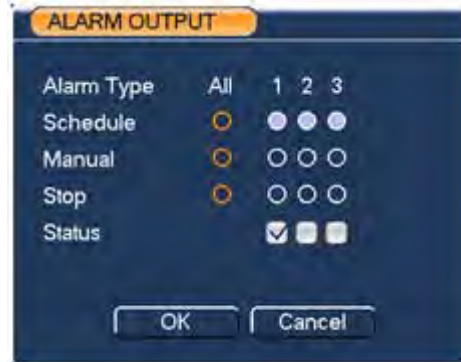 ALARM OUTPUT
Alarm Type All 1 2 3
Schedule
Manual
Stop
Status
OK Cancel